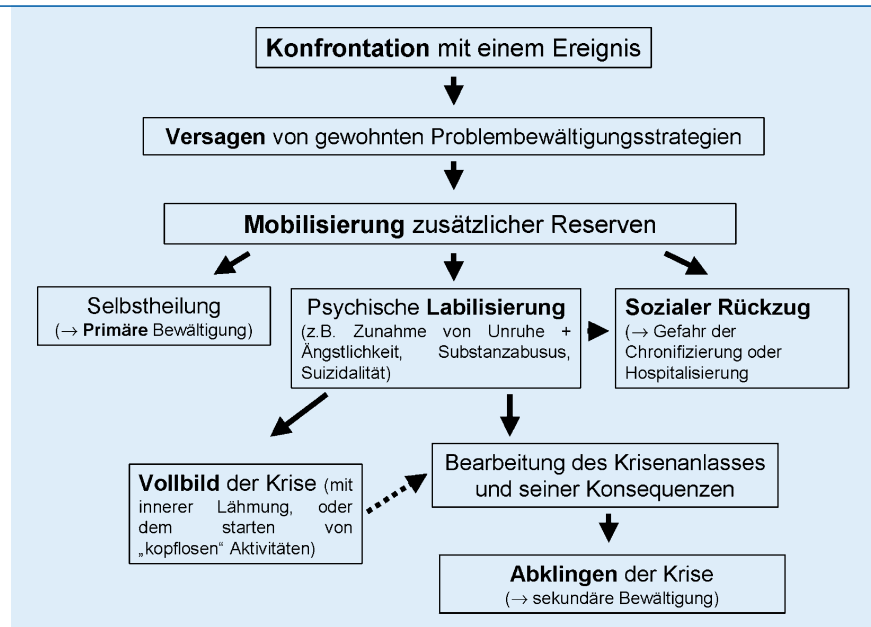 Konfrontation mit einem Ereignis
Versagen von gewohnten Problembewältigungsstrategien
Mobilisierung zusätzlicher Reserven
Selbstheilung
(→ Primäre Bewältigung)
Psychische Labilisierung
(z.B. Zunahme von Unruhe +
Ängstlichkeit, Substanzabusus,
Suizidalität)
Sozialer Rückzug
(→ Gefahr der
Chronifizierung oder
Hospitalisierung
Vollbild der Krise (mit
innerer Lähmung, oder
dem starten von
„kopflosen“ Aktivitäten)
Bearbeitung des Krisenanlasses
und seiner Konsequenzen
Abklingen der Krise
(→ sekundäre Bewältigung)